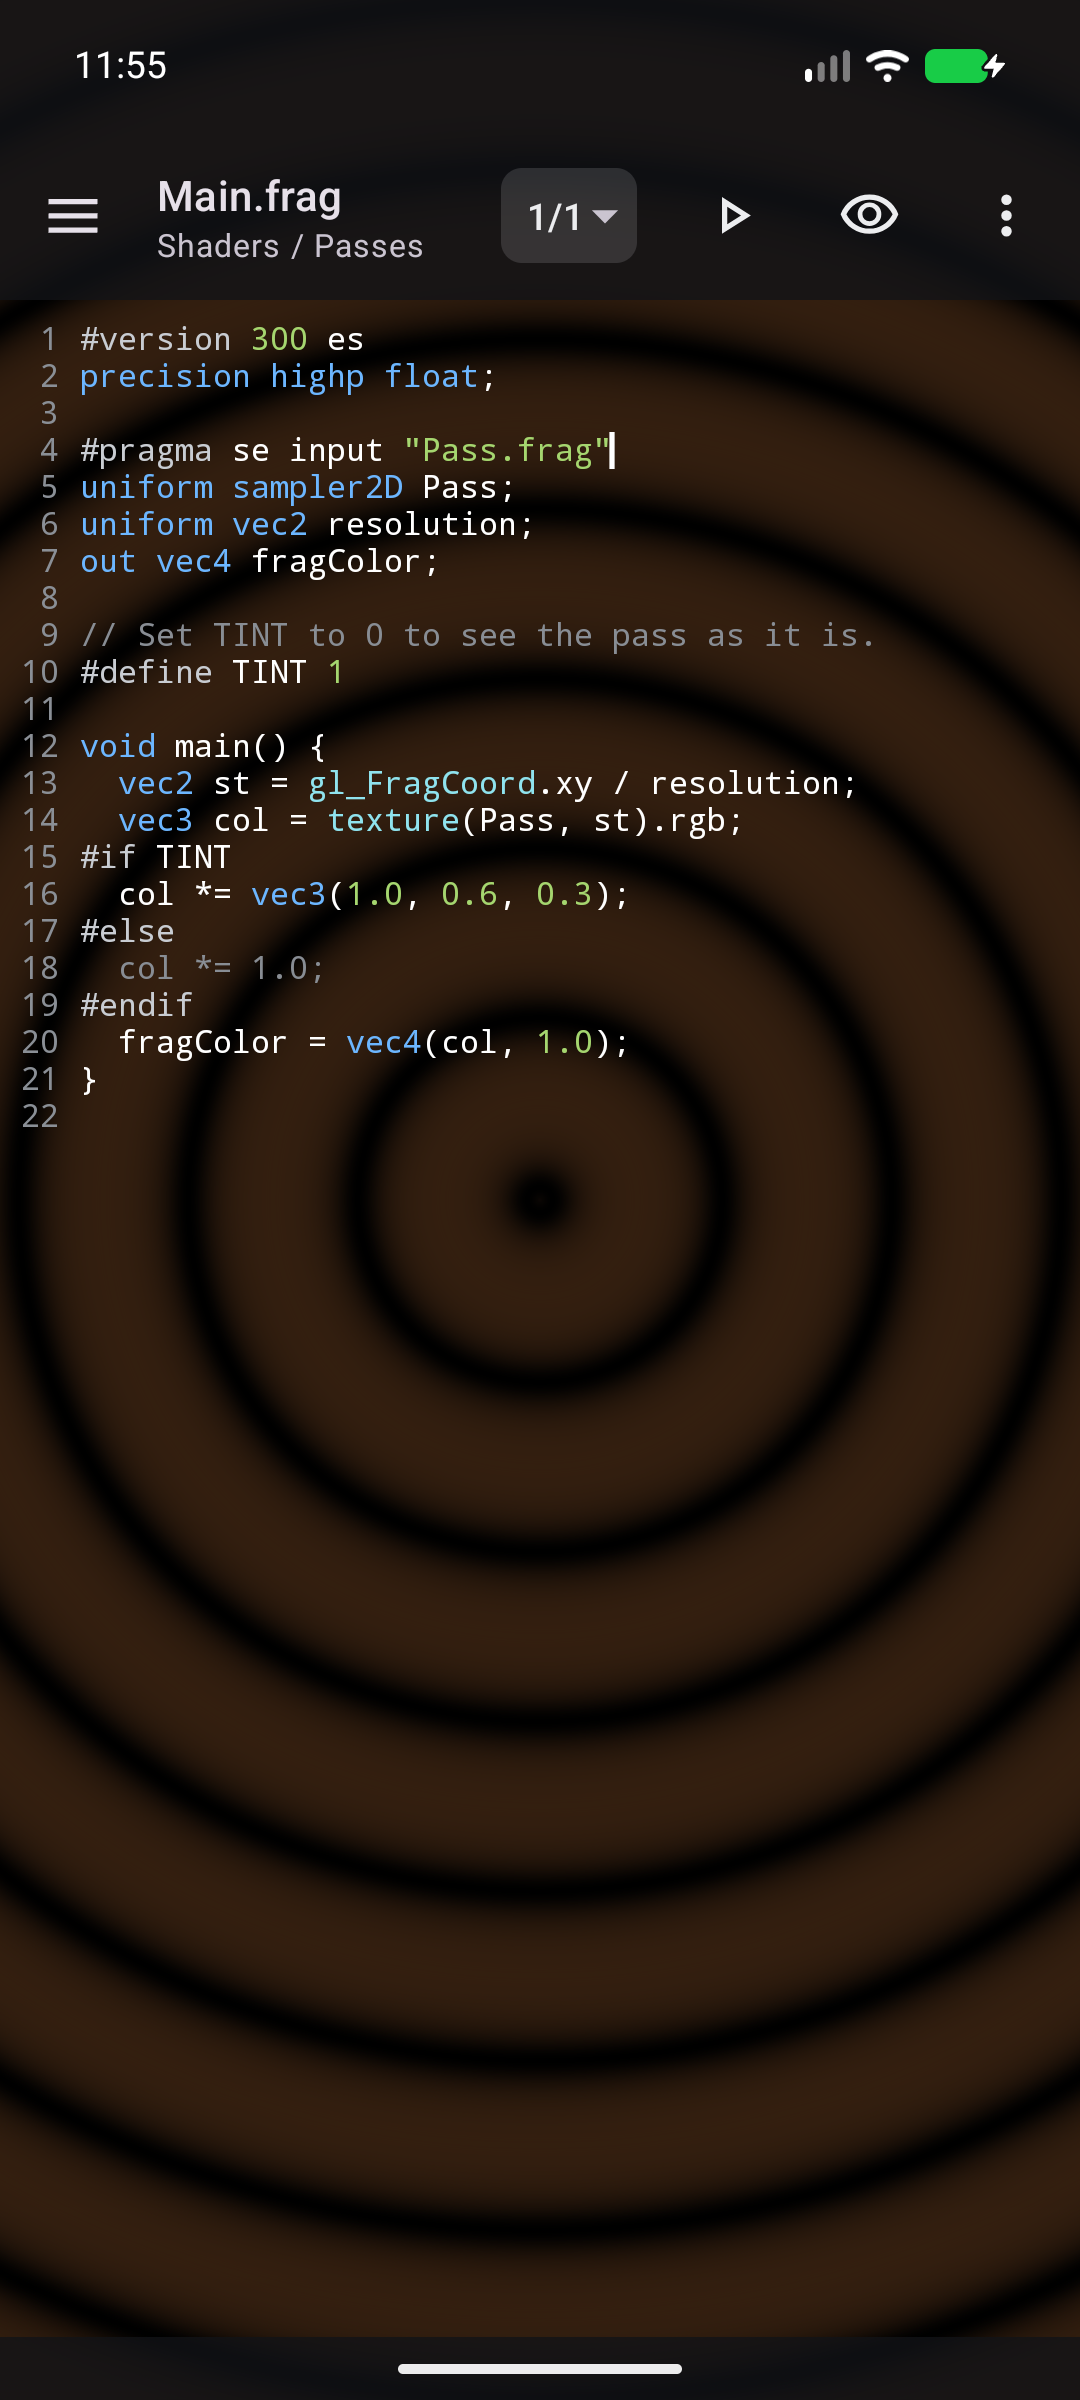 11:55
Main.frag
Shaders / Passes
1/1
1 #version 300 es
2 precision highp float;
3
4 #pragma se input "Pass.frag"
5 uniform sampler2D Pass;
6 uniform vec2 resolution;
7 out vec4 fragColor;
8
9 // Set TINT to 0 to see the pass as it is.
10 #define TINT 1
11
12 void main() {
13   vec2 st = gl_FragCoord.xy / resolution;
14   vec3 col = texture(Pass, st).rgb;
15 #if TINT
16   col *= vec3(1.0, 0.6, 0.3);
17 #else
18   col *= 1.0;
19 #endif
20   fragColor = vec4(col, 1.0);
21 }
22